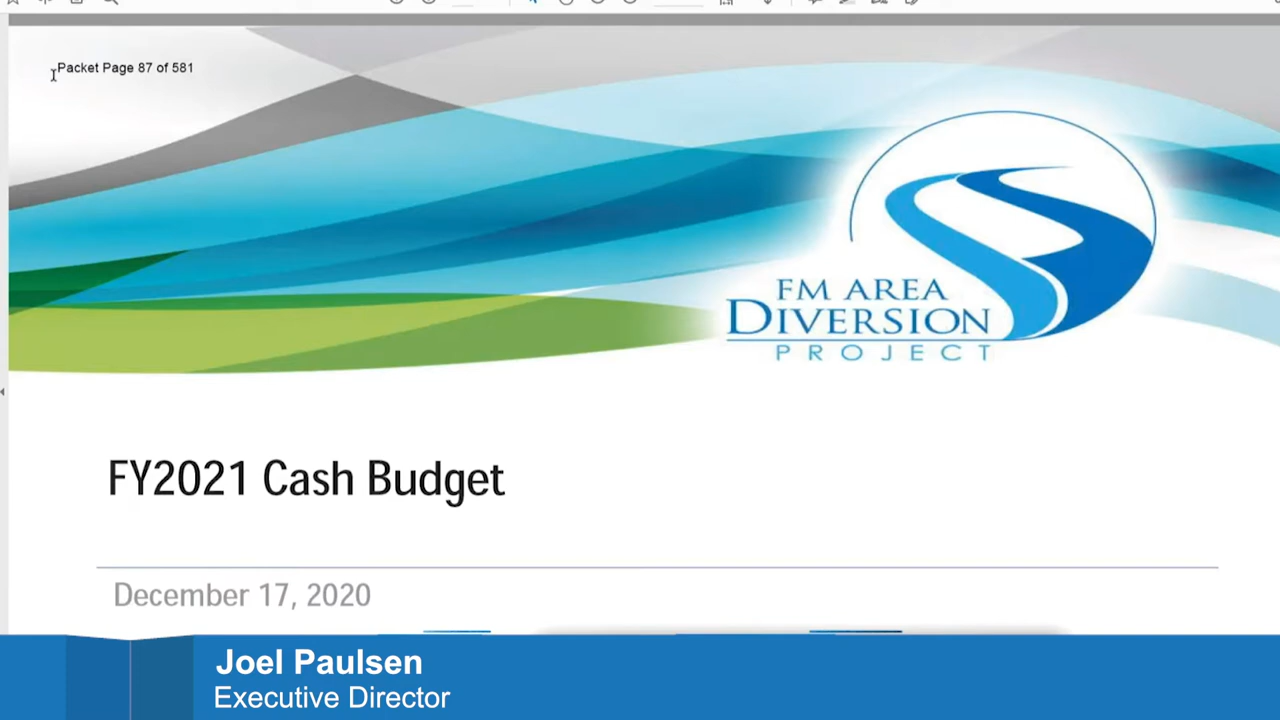 Packet Page 87 of 581
FM AREA
DIVERSION
PROJECT
FY2021 Cash Budget
December 17, 2020
Joel Paulsen
Executive Director